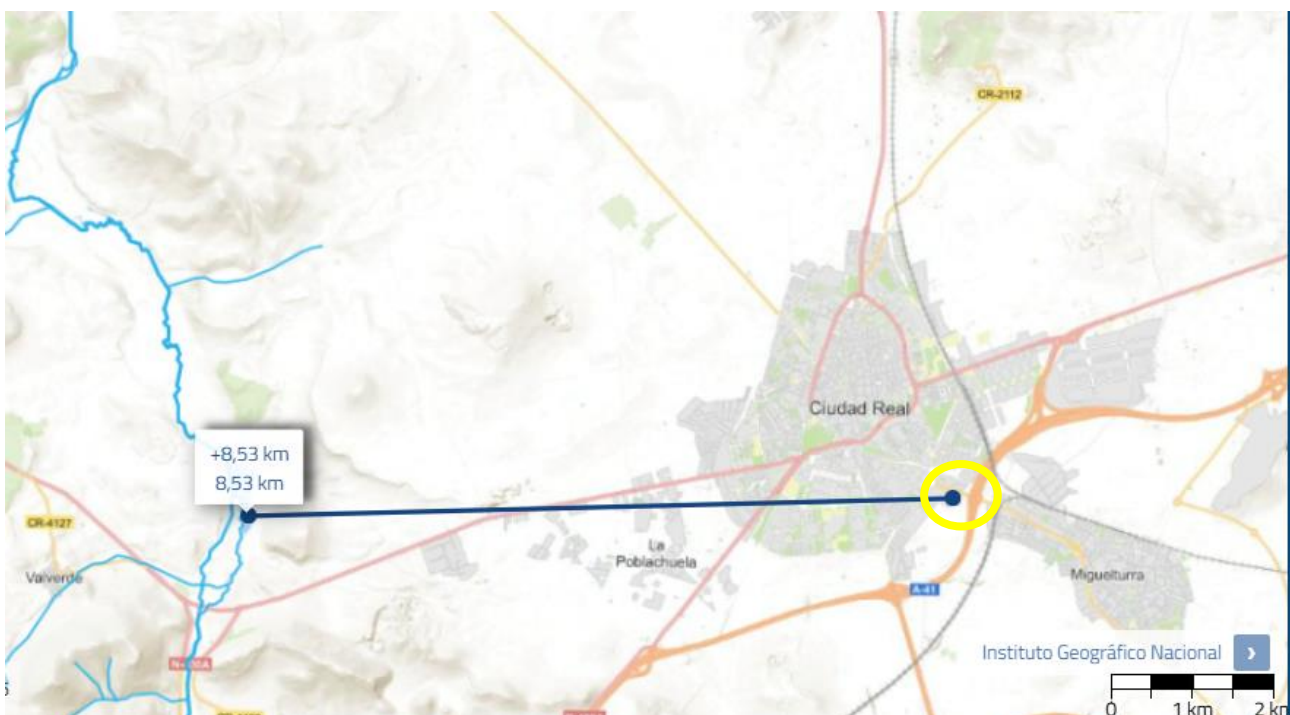 CR-2112
Ciudad Real
+8,53 km
8,53 km
CR-4127
La
Poblachuela
Valverde
Miguelturra
A-41
Instituto Geográfico Nacional
0 1 km 2 km